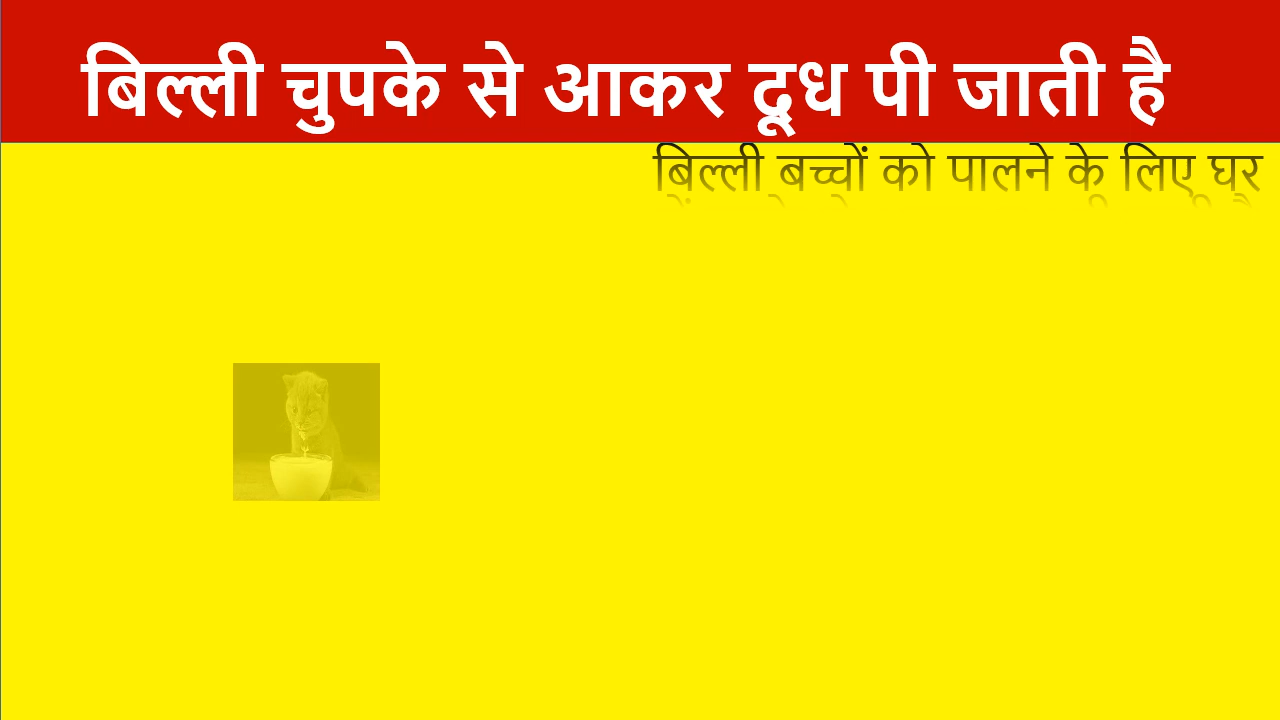 बिल्ली चुपके से आकर दूध पी जाती है
बिल्ली बच्चों को पालने के लिए घर